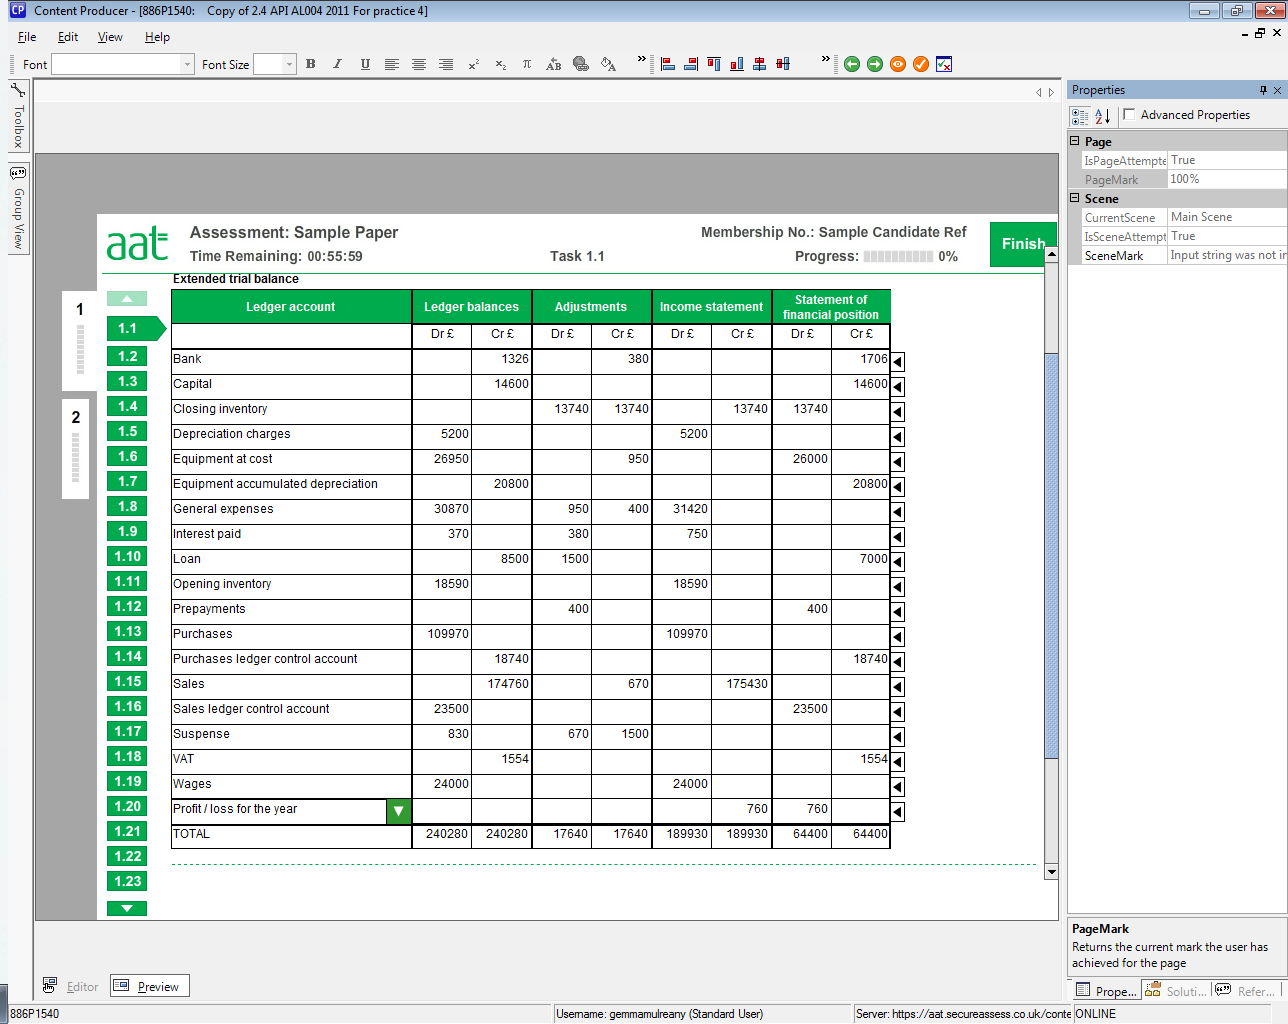 CP Content Producer - [886P1540: Copy of 2.4 API AL004 2011 For practice 4]
File Edit View Help
Font Font Size B I U
Toolbox
Group View
Properties
Advanced Properties
Page
IsPageAttempte True
PageMark 100%
Scene
CurrentScene Main Scene
IsSceneAttempt True
SceneMark Input string was not in
aat
Assessment: Sample Paper
Membership No.: Sample Candidate Ref
Finish
Time Remaining: 00:55:59
Task 1.1
Progress: 0%
1
2
1.1
1.2
1.3
1.4
1.5
1.6
1.7
1.8
1.9
1.10
1.11
1.12
1.13
1.14
1.15
1.16
1.17
1.18
1.19
1.20
1.21
1.22
1.23
Extended trial balance
Ledger account Ledger balances Adjustments Income statement Statement of financial position
Dr £ Cr £ Dr £ Cr £ Dr £ Cr £ Dr £ Cr £
Bank 1326 380 1706
Capital 14600 14600
Closing inventory 13740 13740 13740 13740
Depreciation charges 5200 5200
Equipment at cost 26950 950 26000
Equipment accumulated depreciation 20800 20800
General expenses 30870 950 400 31420
Interest paid 370 380 750
Loan 8500 1500 7000
Opening inventory 18590 18590
Prepayments 400 400
Purchases 109970 109970
Purchases ledger control account 18740 18740
Sales 174760 670 175430
Sales ledger control account 23500 23500
Suspense 830 670 1500
VAT 1554 1554
Wages 24000 24000
Profit / loss for the year 760 760
TOTAL 240280 240280 17640 17640 189930 189930 64400 64400
PageMark
Returns the current mark the user has
achieved for the page
Editor Preview
Prope... Soluti... Refer...
886P1540
Username: gemmamulreany (Standard User)
Server: https://aat.secureassess.co.uk/conte
ONLINE